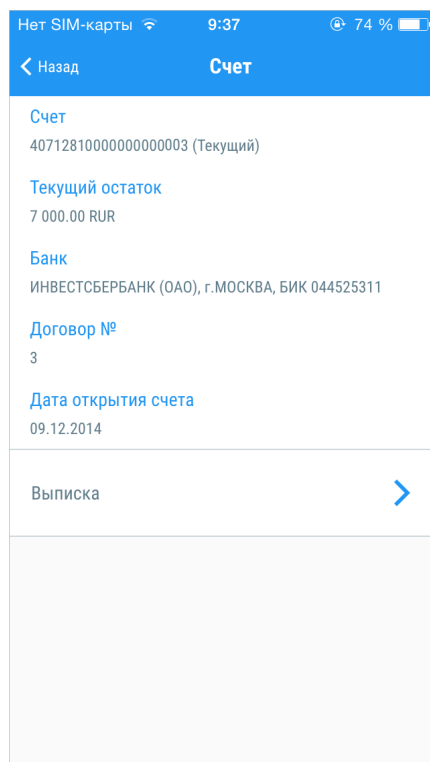 Нет SIM-карты 9:37 74 %
Назад Счет
Счет
40712810000000000003 (Текущий)
Текущий остаток
7 000.00 RUR
Банк
ИНВЕСТСБЕРБАНК (ОАО), г.МОСКВА, БИК 044525311
Договор №
3
Дата открытия счета
09.12.2014
Выписка